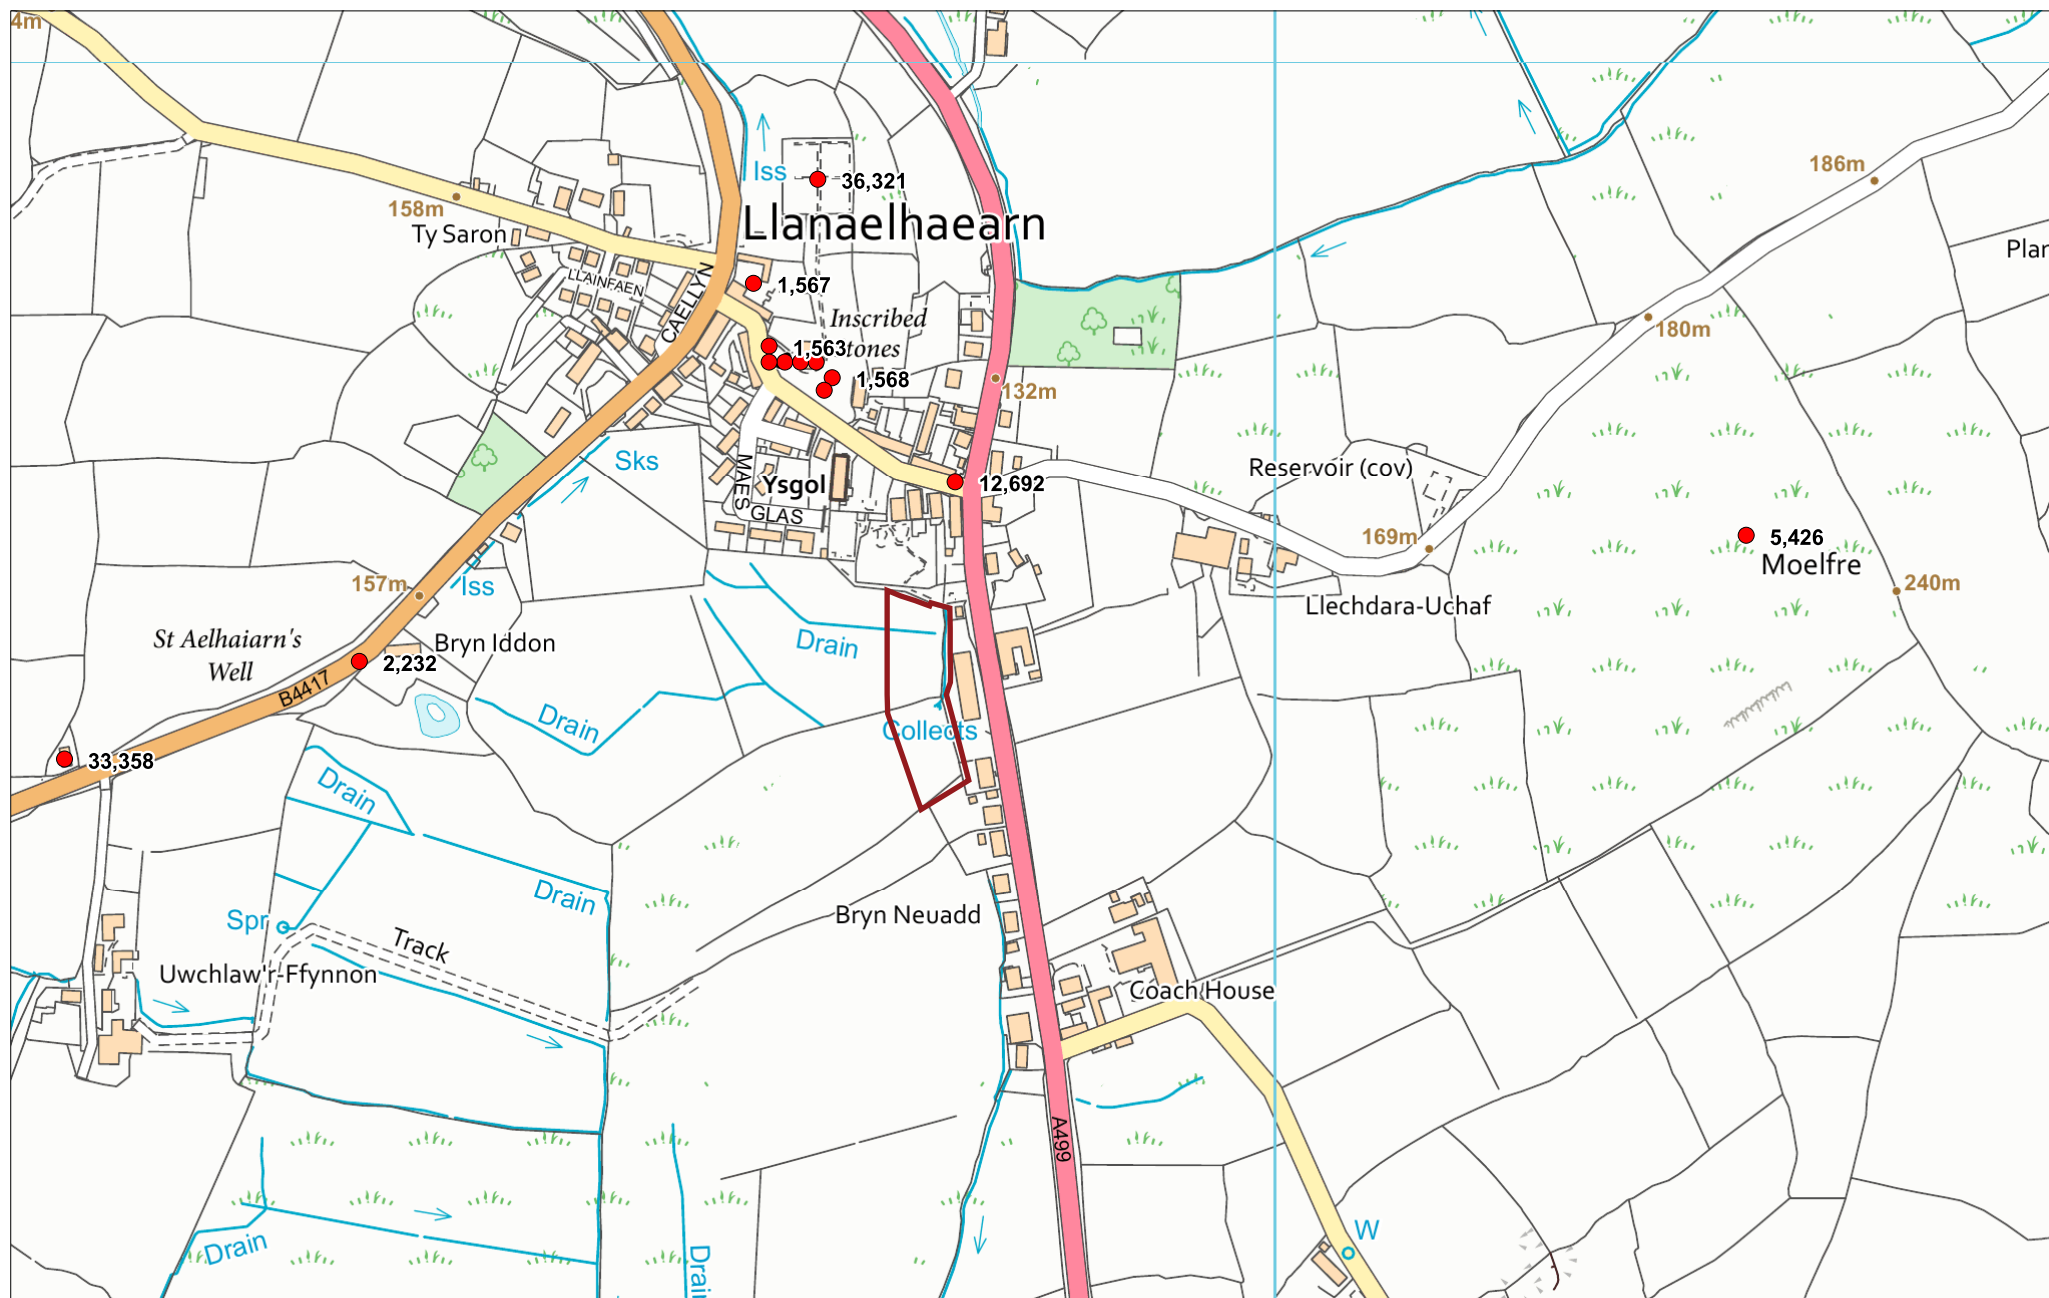 4m
Iss
36,321
186m
158m
Ty Saron
Llanaelhaearn
Plan
LLAINFAEN
CAELLYN
1,567
Inscribed
Stones
180m
1,563
1,568
132m
Sks
MAES
GLAS
Ysgol
12,692
Reservoir (cov)
169m
5,426
Moelfre
157m
Iss
240m
Llechdara-Uchaf
St Aelhaiarn's
Well
Bryn Iddon
2,232
B4417
Drain
Drain
Collects
33,358
Drain
Drain
Spr
Track
Bryn Neuadd
Uwchlaw'r-Ffynnon
Coach House
A499
W
Drain
Drain